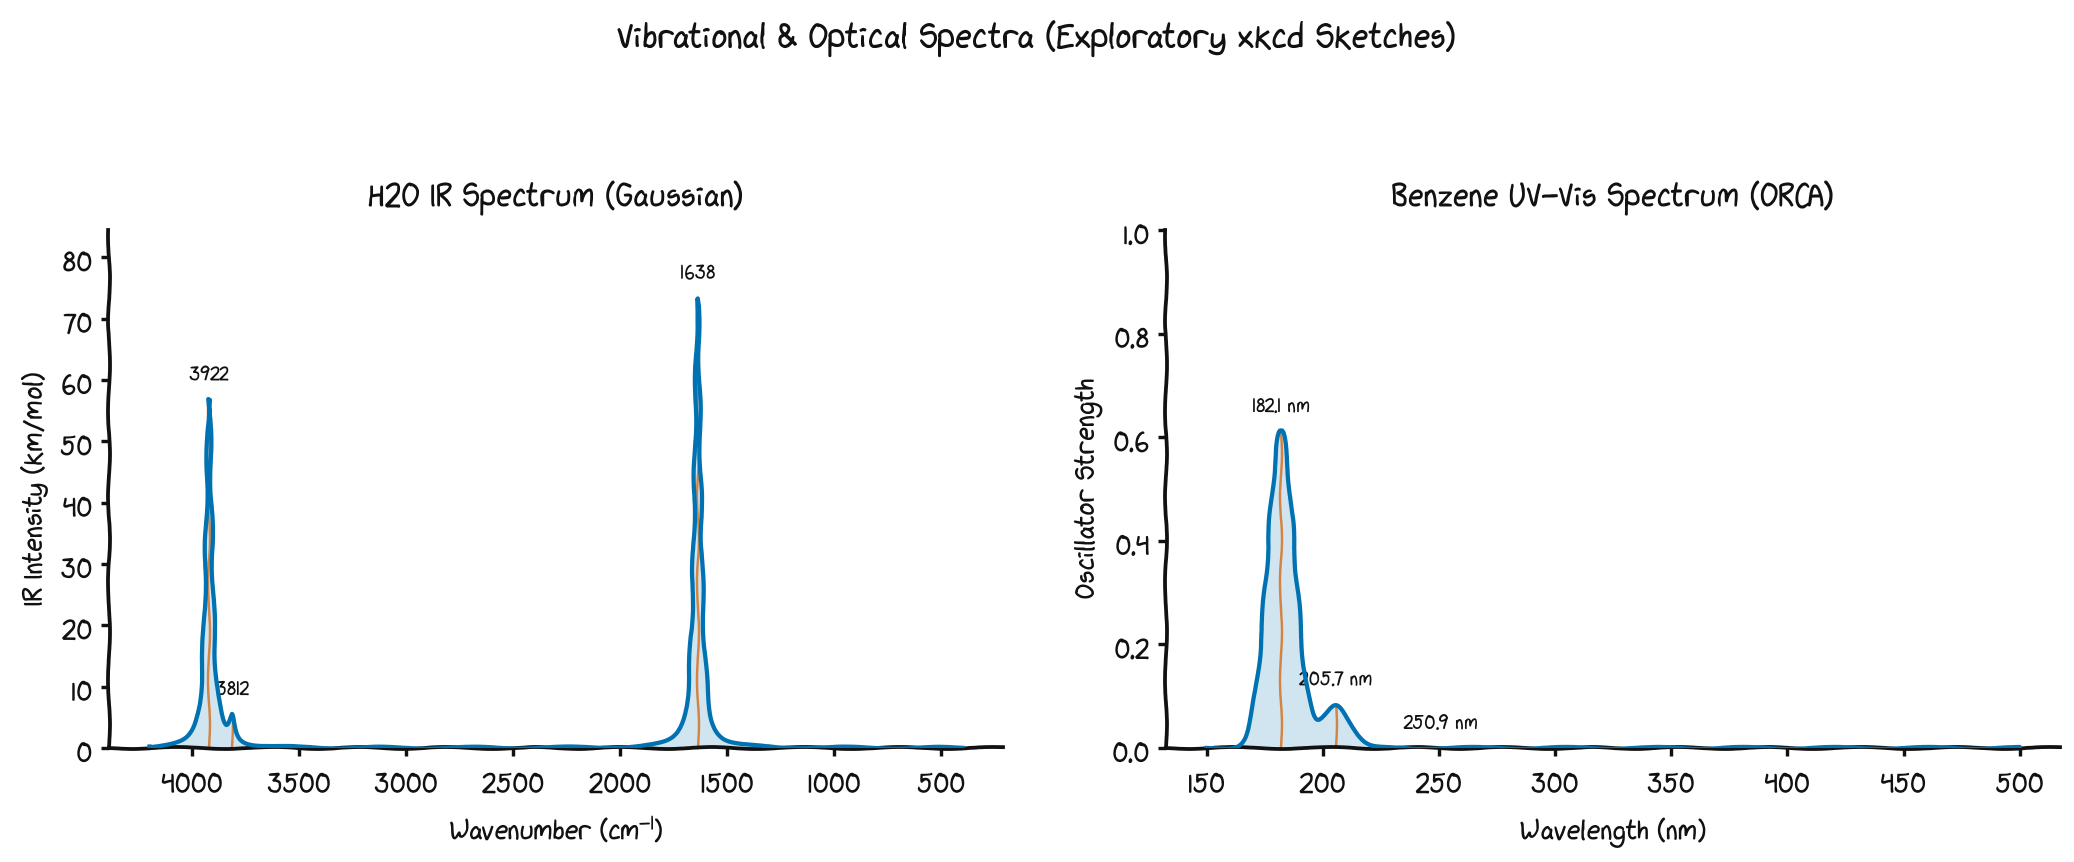 Vibrational & Optical Spectra (Exploratory xkcd Sketches)
H2O IR Spectrum (Gaussian)
IR Intensity (km/mol)
80
70
60
50
40
30
20
10
0
1638
3922
3812
4000 3500 3000 2500 2000 1500 1000 500
Wavenumber (cm⁻¹)
Benzene UV-Vis Spectrum (ORCA)
Oscillator Strength
1.0
0.8
0.6
0.4
0.2
0.0
182.1 nm
205.7 nm
250.9 nm
150 200 250 300 350 400 450 500
Wavelength (nm)